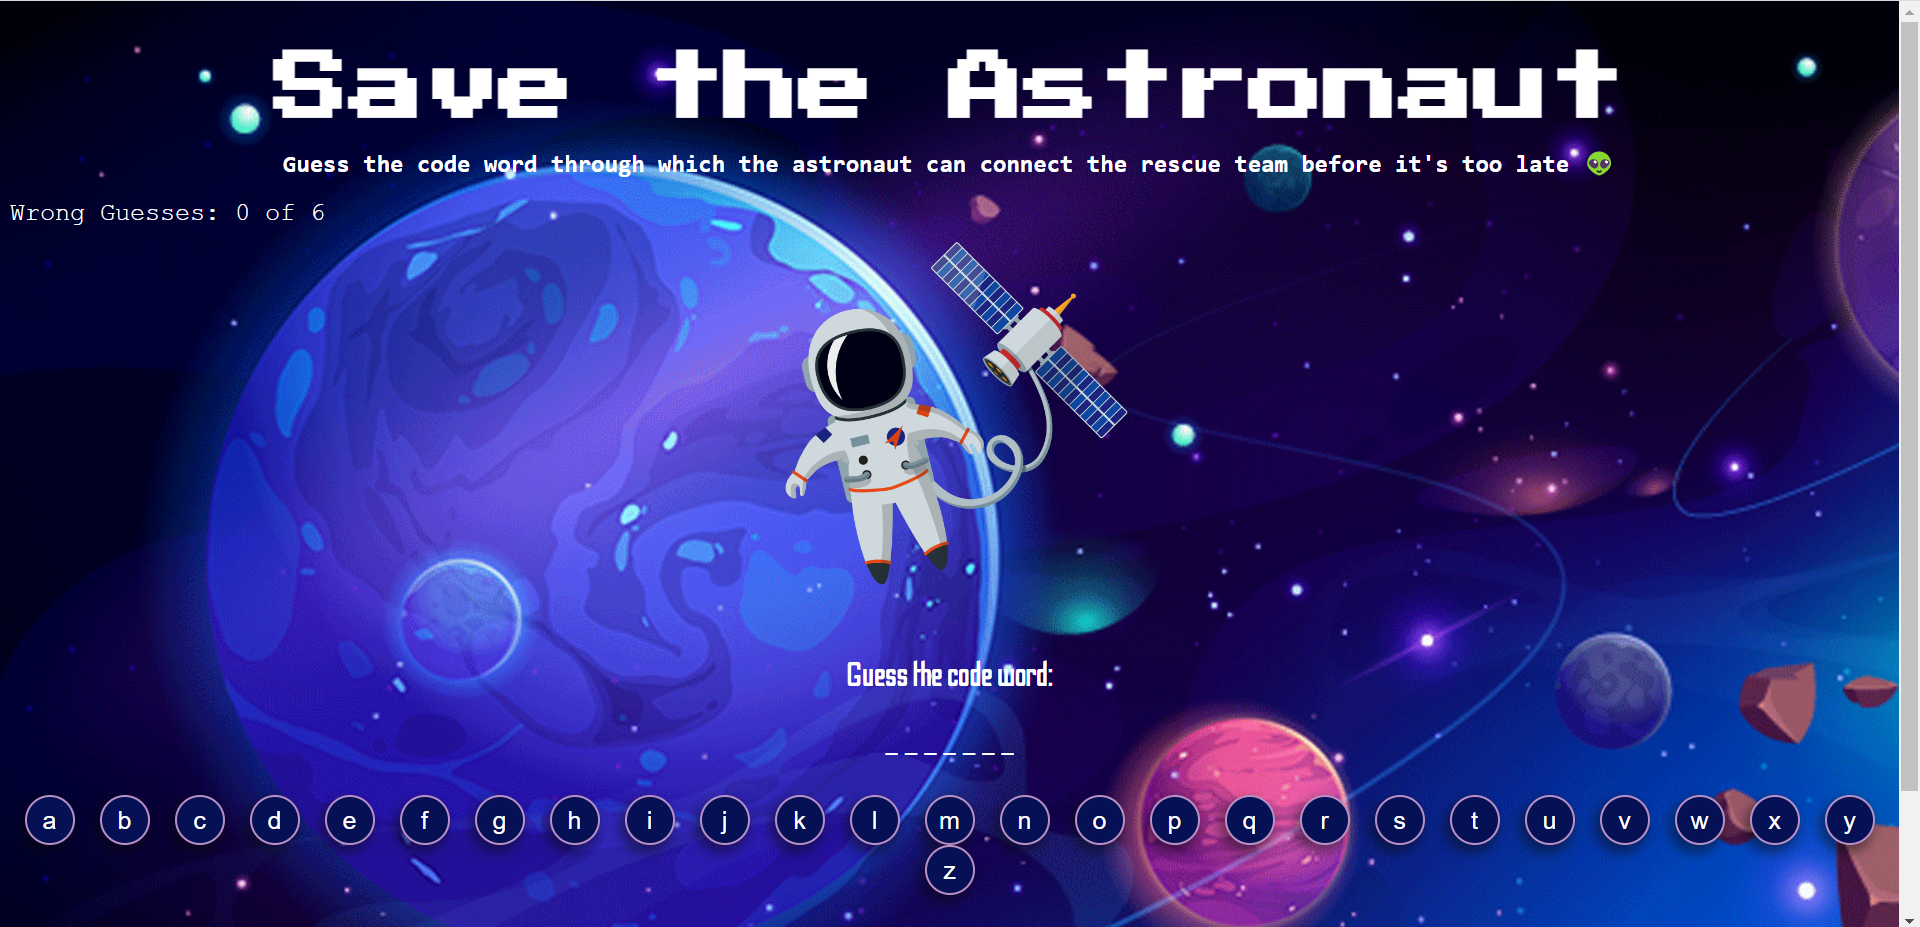 Save the Astronaut
Guess the code word through which the astronaut can connect the rescue team before it's too late 👽
Wrong Guesses: 0 of 6
Guess the code word:
_ _ _ _ _ _ _
a b c d e f g h i j k l m n o p q r s t u v w x y
z